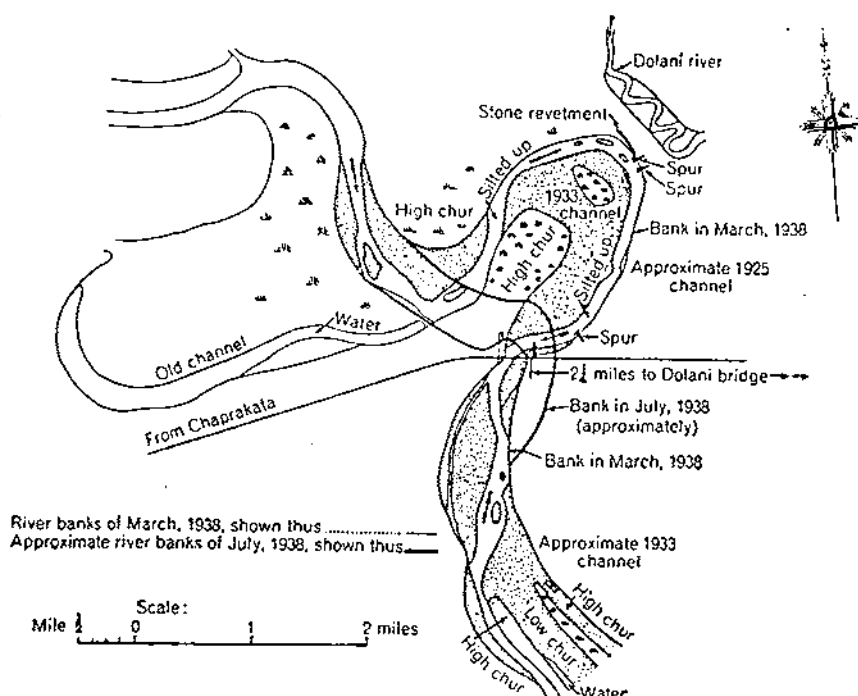 Dolani river
Stone revetment
Spur
Spur
Silted up
1933
channel
High chur
Bank in March, 1938
High chur
Silted up
Approximate 1925
channel
Water
Old channel
Spur
2¼ miles to Dolani bridge
From Chaprakata
Bank in July, 1938
(approximately)
Bank in March, 1938
River banks of March, 1938, shown thus
Approximate river banks of July, 1938, shown thus
Approximate 1933
channel
Scale:
Mile ½ 0 1 2 miles
High chur
Low chur
High chur
Water